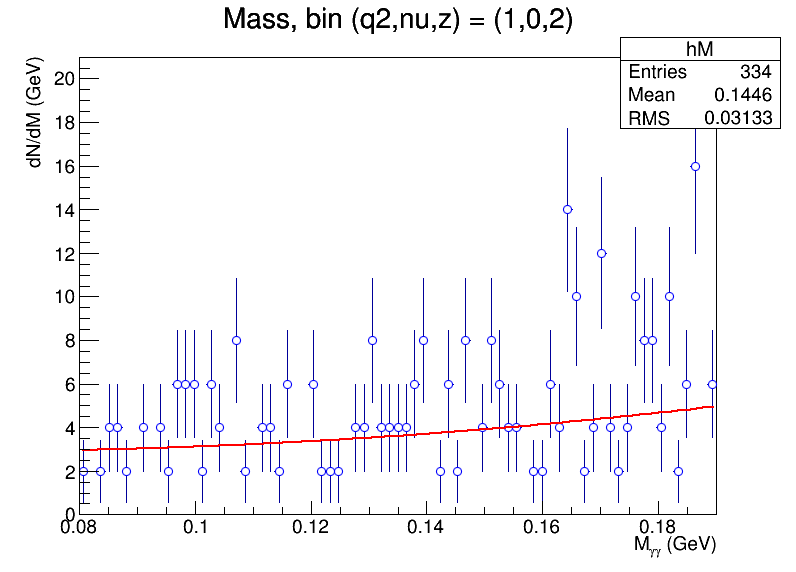 Mass, bin (q2,nu,z) = (1,0,2)
hM
Entries 334
Mean 0.1446
RMS 0.03133
dN/dM (GeV)
20
18
16
14
12
10
8
6
4
2
0
0.08 0.1 0.12 0.14 0.16 0.18
Mγγ (GeV)